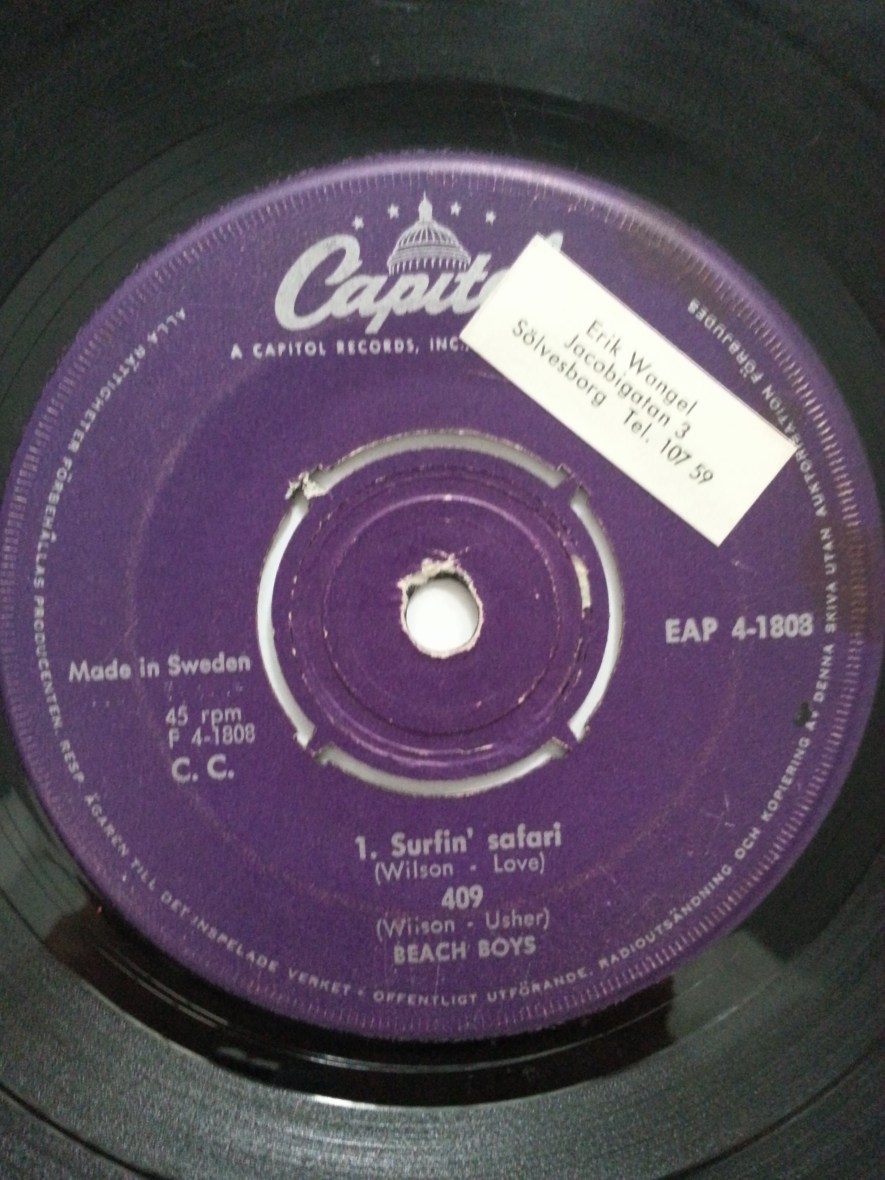 Capitol
A CAPITOL RECORDS, INC.
Erik Wangel
Jacobigatan 3
Sölvesborg Tel. 107 59
EAP 4-1808
Made in Sweden
45 rpm
F 4-1808
C. C.
1. Surfin' safari
(Wilson - Love)
409
(Wilson - Usher)
BEACH BOYS
ALLA RÄTTIGHETER FÖRBEHÅLLAS PRODUCENTEN, RESP. ÄGAREN TILL DET INSPELADE VERKET • OFFENTLIGT UTFÖRANDE, RADIOUTSÄNDNING OCH KOPIERING AV DENNA SKIVA UTAN AUKTORISATION FÖRBJUDES